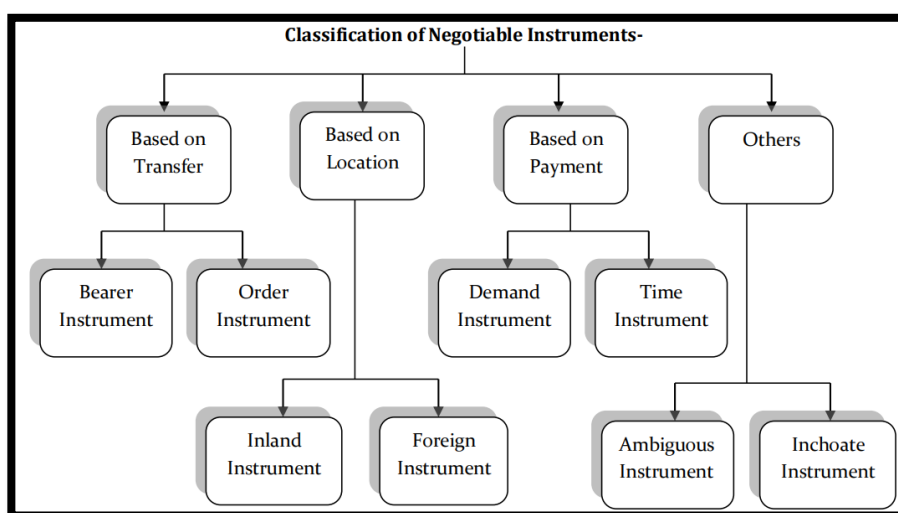 Classification of Negotiable Instruments-
Based on
Transfer
Based on
Location
Based on
Payment
Others
Bearer
Instrument
Order
Instrument
Demand
Instrument
Time
Instrument
Inland
Instrument
Foreign
Instrument
Ambiguous
Instrument
Inchoate
Instrument